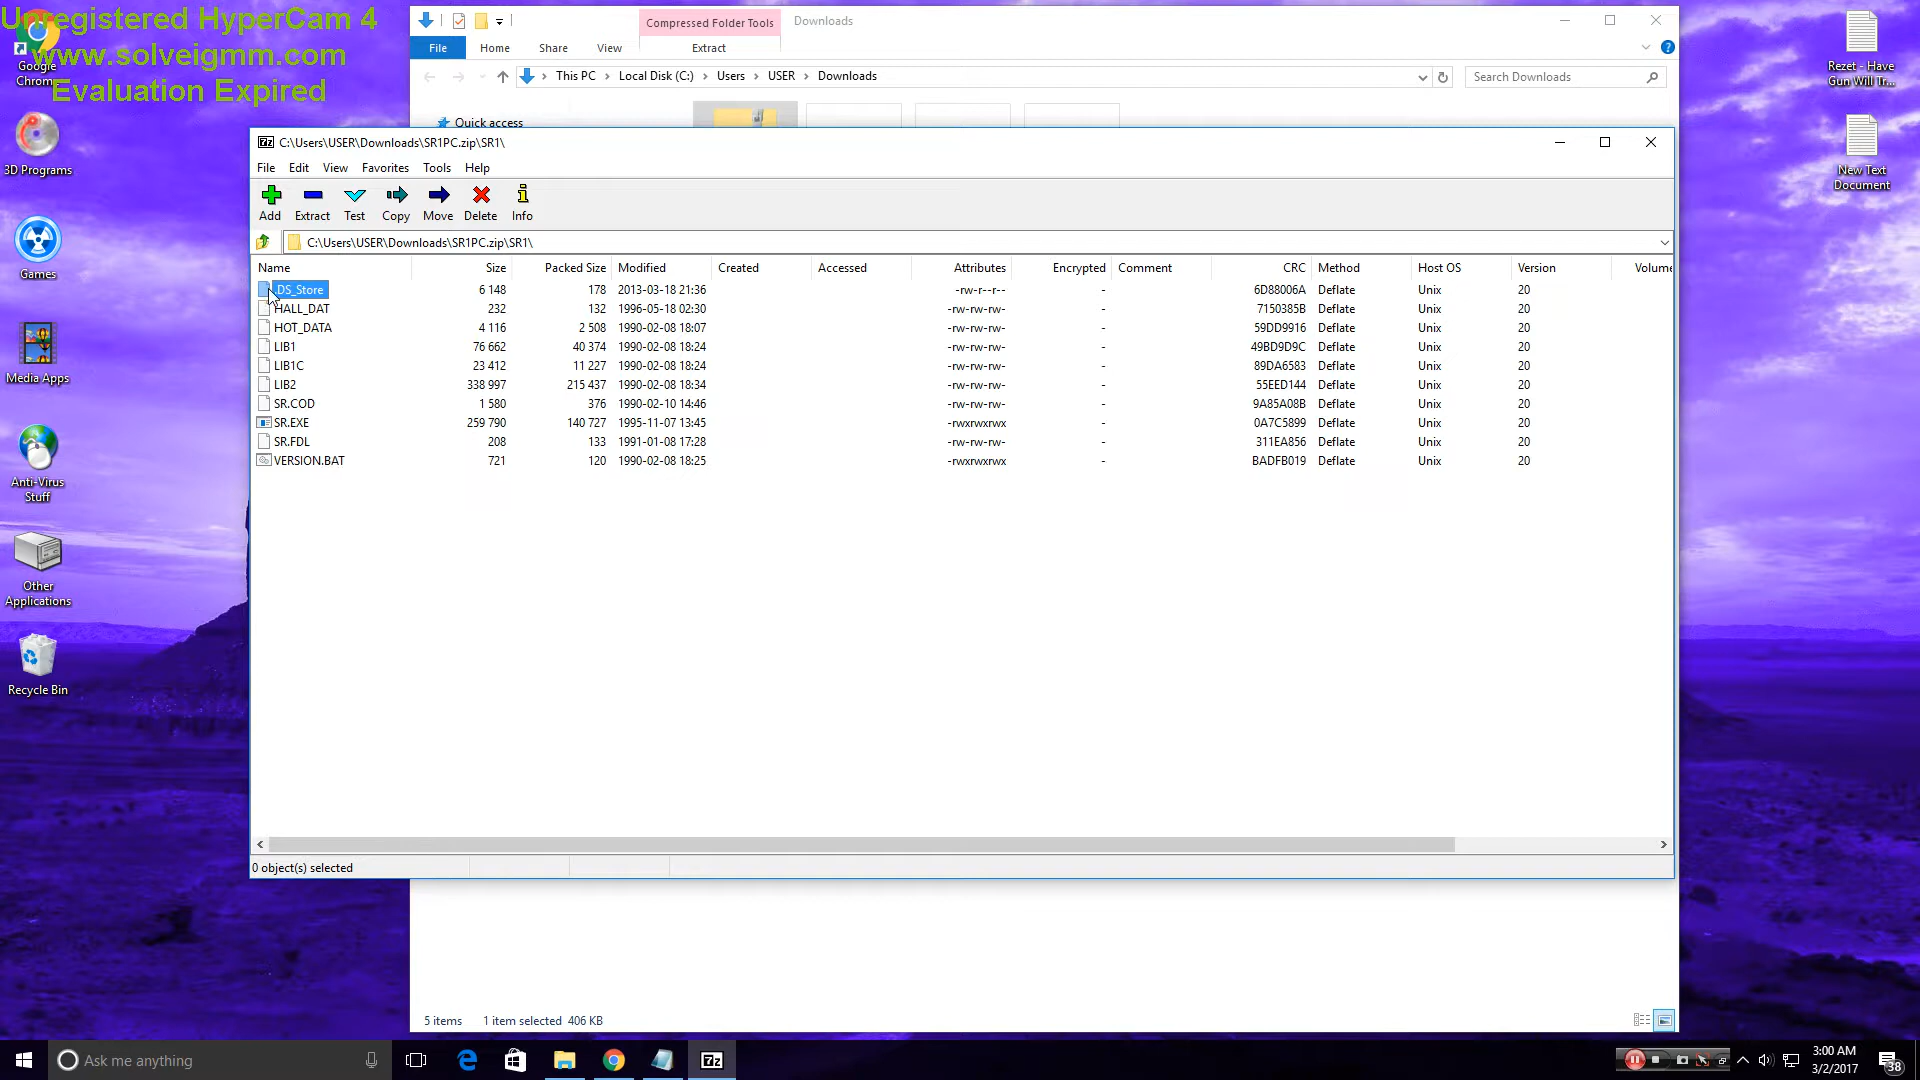 Unregistered HyperCam 4
www.solveigmm.com
Evaluation Expired
Google
Chrom
3D Programs
Games
Media Apps
Anti-Virus
Stuff
Other
Applications
Recycle Bin
Rezet - Have
Gun Will Tr...
New Text
Document
Compressed Folder Tools
Downloads
File
Home
Share
View
Extract
This PC > Local Disk (C:) > Users > USER > Downloads
Search Downloads
Quick access
7z C:\Users\USER\Downloads\SR1PC.zip\SR1\
File Edit View Favorites Tools Help
Add Extract Test Copy Move Delete Info
C:\Users\USER\Downloads\SR1PC.zip\SR1\
Name Size Packed Size Modified Created Accessed Attributes Encrypted Comment CRC Method Host OS Version Volume
.DS_Store 6 148 178 2013-03-18 21:36 -rw-r--r-- - 6D88006A Deflate Unix 20
HALL_DAT 232 132 1996-05-18 02:30 -rw-rw-rw- - 7150385B Deflate Unix 20
HOT_DATA 4 116 2 508 1990-02-08 18:07 -rw-rw-rw- - 59DD9916 Deflate Unix 20
LIB1 76 662 40 374 1990-02-08 18:24 -rw-rw-rw- - 49BD9D9C Deflate Unix 20
LIB1C 23 412 11 227 1990-02-08 18:24 -rw-rw-rw- - 89DA6583 Deflate Unix 20
LIB2 338 997 215 437 1990-02-08 18:34 -rw-rw-rw- - 55EED144 Deflate Unix 20
SR.COD 1 580 376 1990-02-10 14:46 -rw-rw-rw- - 9A85A08B Deflate Unix 20
SR.EXE 259 790 140 727 1995-11-07 13:45 -rwxrwxrwx - 0A7C5899 Deflate Unix 20
SR.FDL 208 133 1991-01-08 17:28 -rw-rw-rw- - 311EA856 Deflate Unix 20
VERSION.BAT 721 120 1990-02-08 18:25 -rwxrwxrwx - BADFB019 Deflate Unix 20
0 object(s) selected
5 items 1 item selected 406 KB
Ask me anything
7z
3:00 AM
3/2/2017
38